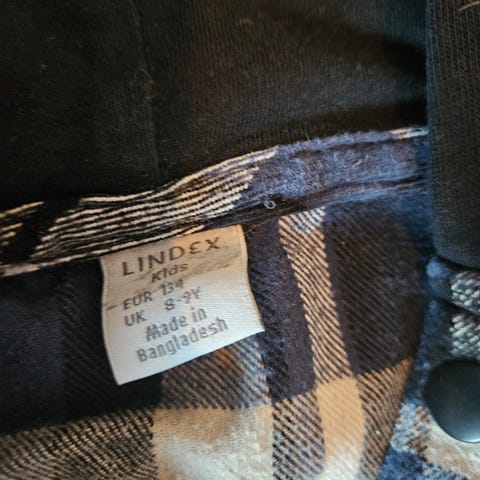 LINDEX
Kids
EUR 134
UK 8-9Y
Made in
Bangladesh